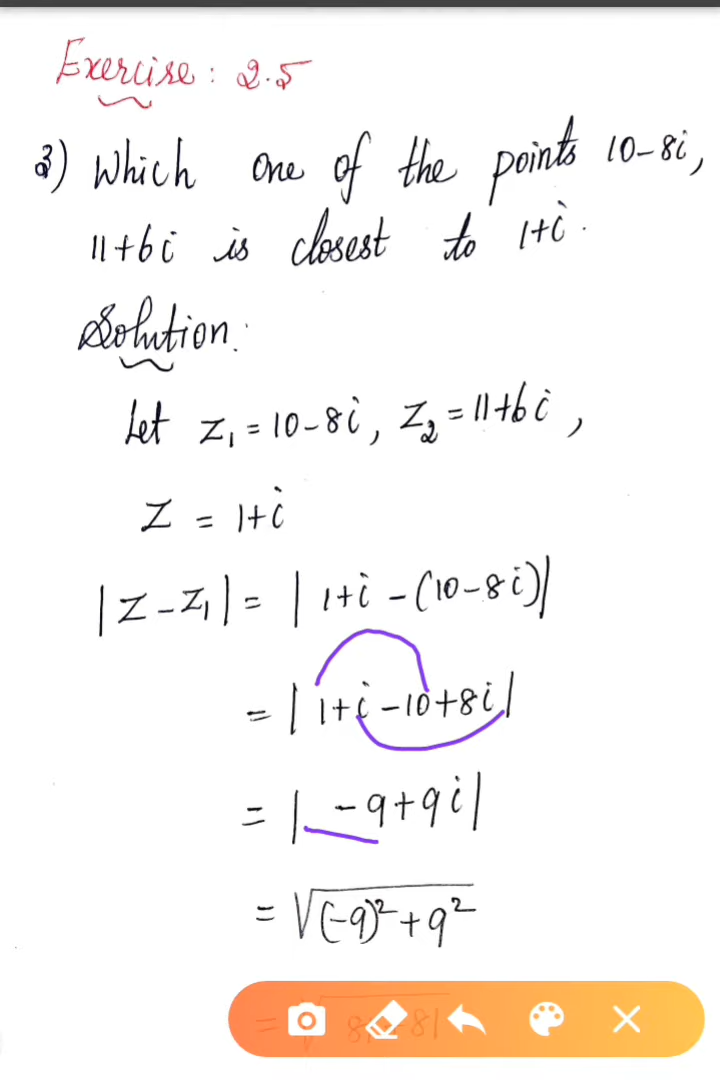 Exercise: 2.5
3) Which one of the points 10-8i,
11+6i is closest to 1+i.
Solution:
Let z₁ = 10-8i, z₂ = 11+6i,
z = 1+i
|z-z₁| = |1+i-(10-8i)|
= |1+i-10+8i|
= |-9+9i|
= √(-9)²+9²
= √81+81